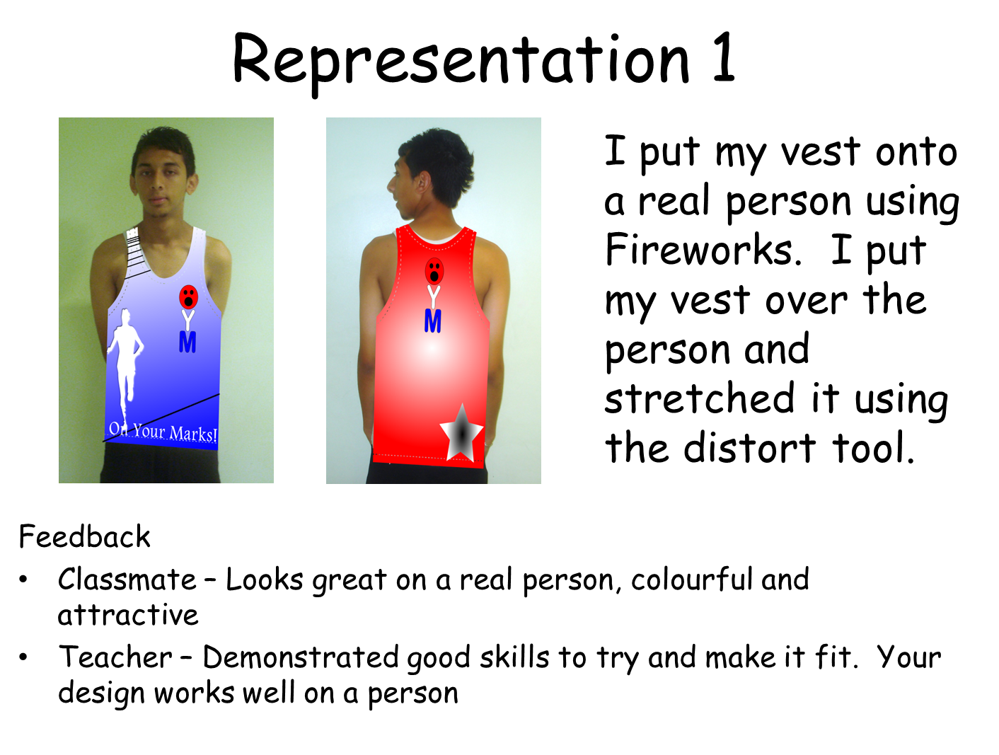 Representation 1
I put my vest onto
a real person using
Fireworks.  I put
my vest over the
person and
stretched it using
the distort tool.
Y
M
On Your Marks!
Y
M
Feedback
• Classmate – Looks great on a real person, colourful and
attractive
• Teacher – Demonstrated good skills to try and make it fit.  Your
design works well on a person